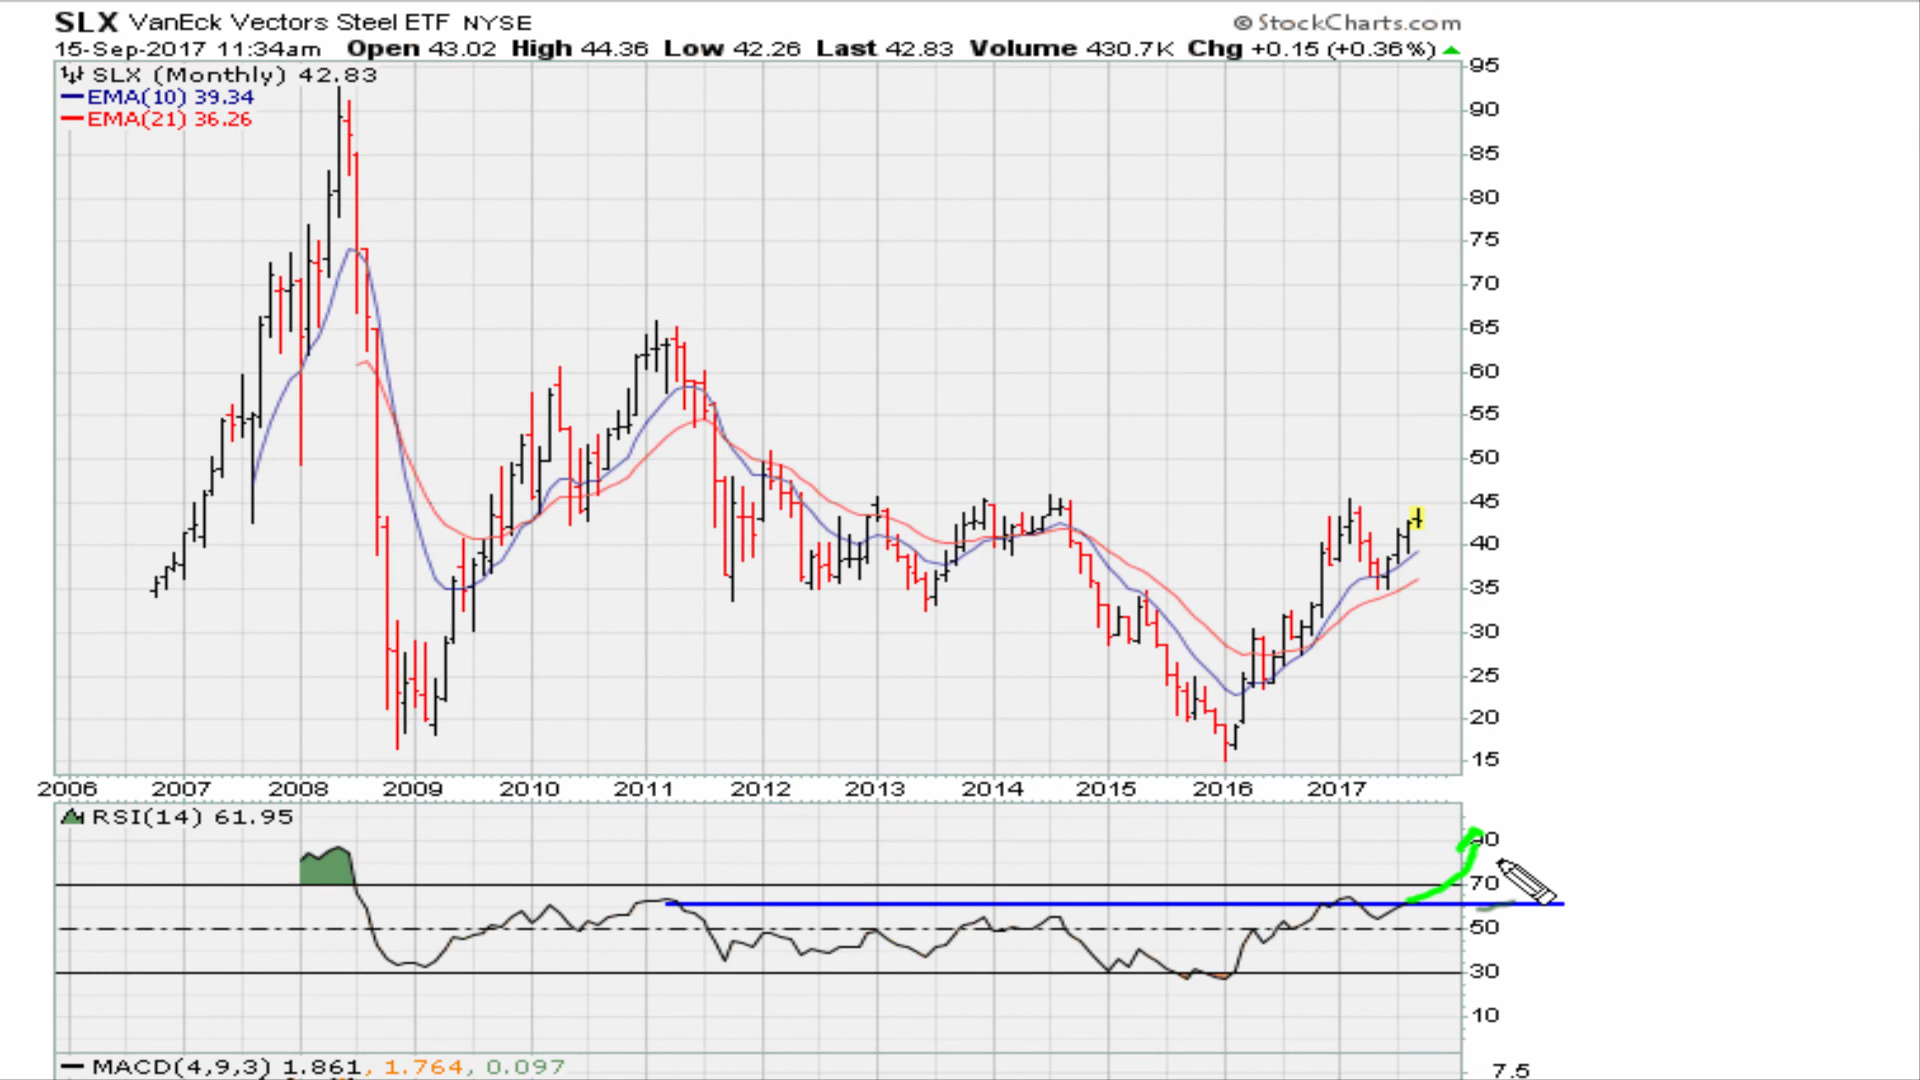 SLX VanEck Vectors Steel ETF NYSE © StockCharts.com
15-Sep-2017 11:34am Open 43.02 High 44.36 Low 42.26 Last 42.83 Volume 430.7K Chg +0.15 (+0.36%)
SLX (Monthly) 42.83
EMA(10) 39.34
EMA(21) 36.26
95
90
85
80
75
70
65
60
55
50
45
40
35
30
25
20
15
2006 2007 2008 2009 2010 2011 2012 2013 2014 2015 2016 2017
RSI(14) 61.95
90
70
50
30
10
MACD(4,9,3) 1.861, 1.764, 0.097
7.5